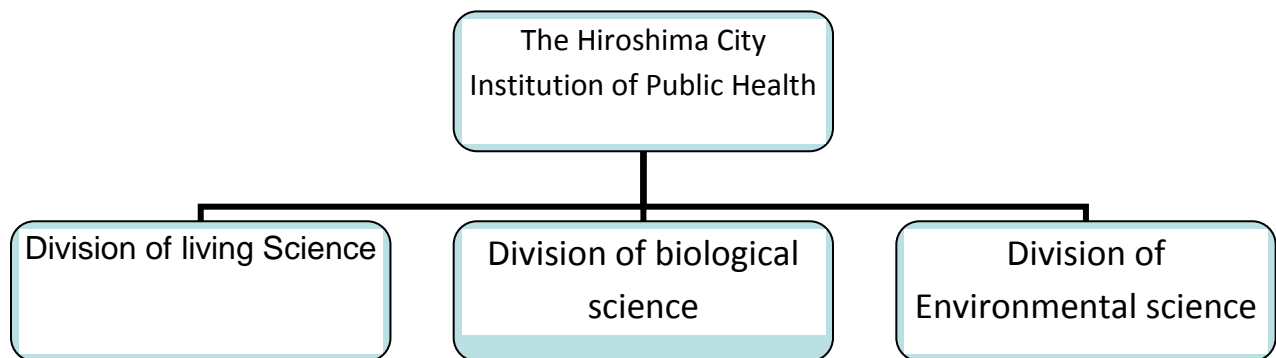 The Hiroshima City
Institution of Public Health
Division of living Science
Division of biological
science
Division of
Environmental science